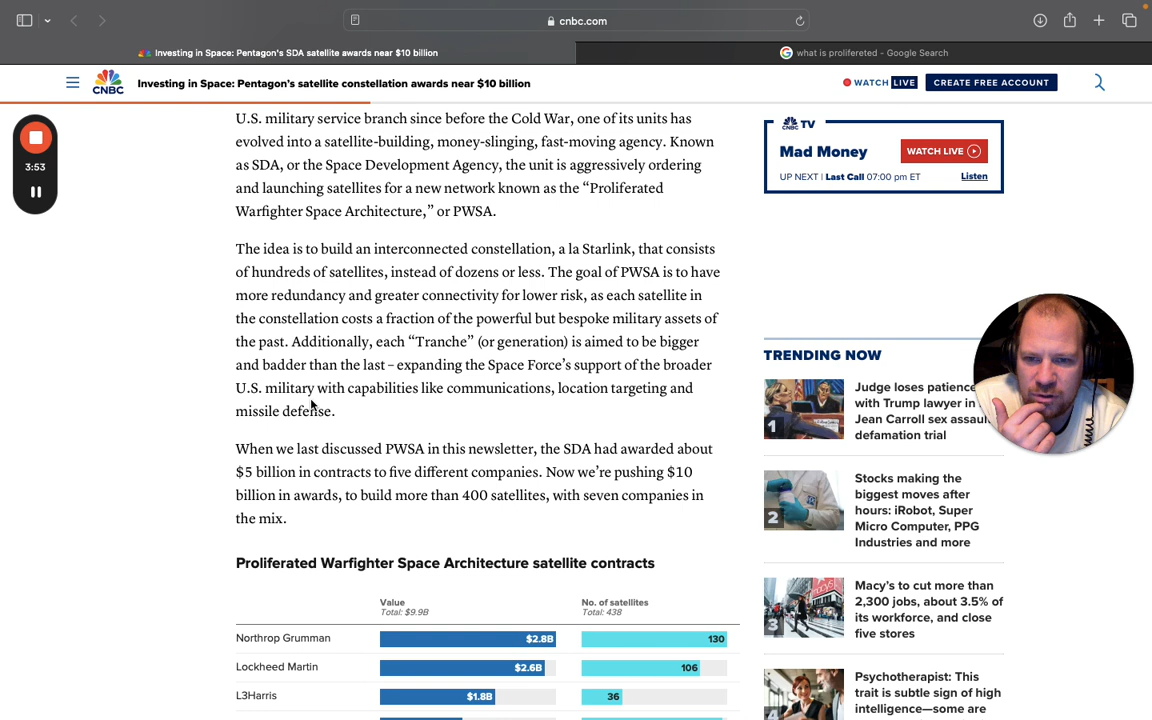 cnbc.com
Investing in Space: Pentagon's SDA satellite awards near $10 billion
what is prolifereted - Google Search
CNBC
Investing in Space: Pentagon's satellite constellation awards near $10 billion
WATCH LIVE
CREATE FREE ACCOUNT
3:53
U.S. military service branch since before the Cold War, one of its units has
evolved into a satellite-building, money-slinging, fast-moving agency. Known
as SDA, or the Space Development Agency, the unit is aggressively ordering
and launching satellites for a new network known as the “Proliferated
Warfighter Space Architecture,” or PWSA.
The idea is to build an interconnected constellation, a la Starlink, that consists
of hundreds of satellites, instead of dozens or less. The goal of PWSA is to have
more redundancy and greater connectivity for lower risk, as each satellite in
the constellation costs a fraction of the powerful but bespoke military assets of
the past. Additionally, each “Tranche” (or generation) is aimed to be bigger
and badder than the last – expanding the Space Force’s support of the broader
U.S. military with capabilities like communications, location targeting and
missile defense.
When we last discussed PWSA in this newsletter, the SDA had awarded about
$5 billion in contracts to five different companies. Now we’re pushing $10
billion in awards, to build more than 400 satellites, with seven companies in
the mix.
Proliferated Warfighter Space Architecture satellite contracts
Value
Total: $9.9B
No. of satellites
Total: 438
Northrop Grumman $2.8B 130
Lockheed Martin $2.6B 106
L3Harris $1.8B 36
CNBC TV
Mad Money
WATCH LIVE
UP NEXT | Last Call 07:00 pm ET
Listen
TRENDING NOW
1
Judge loses patience
with Trump lawyer in
Jean Carroll sex assau
defamation trial
2
Stocks making the
biggest moves after
hours: iRobot, Super
Micro Computer, PPG
Industries and more
3
Macy’s to cut more than
2,300 jobs, about 3.5% of
its workforce, and close
five stores
4
Psychotherapist: This
trait is subtle sign of high
intelligence—some are